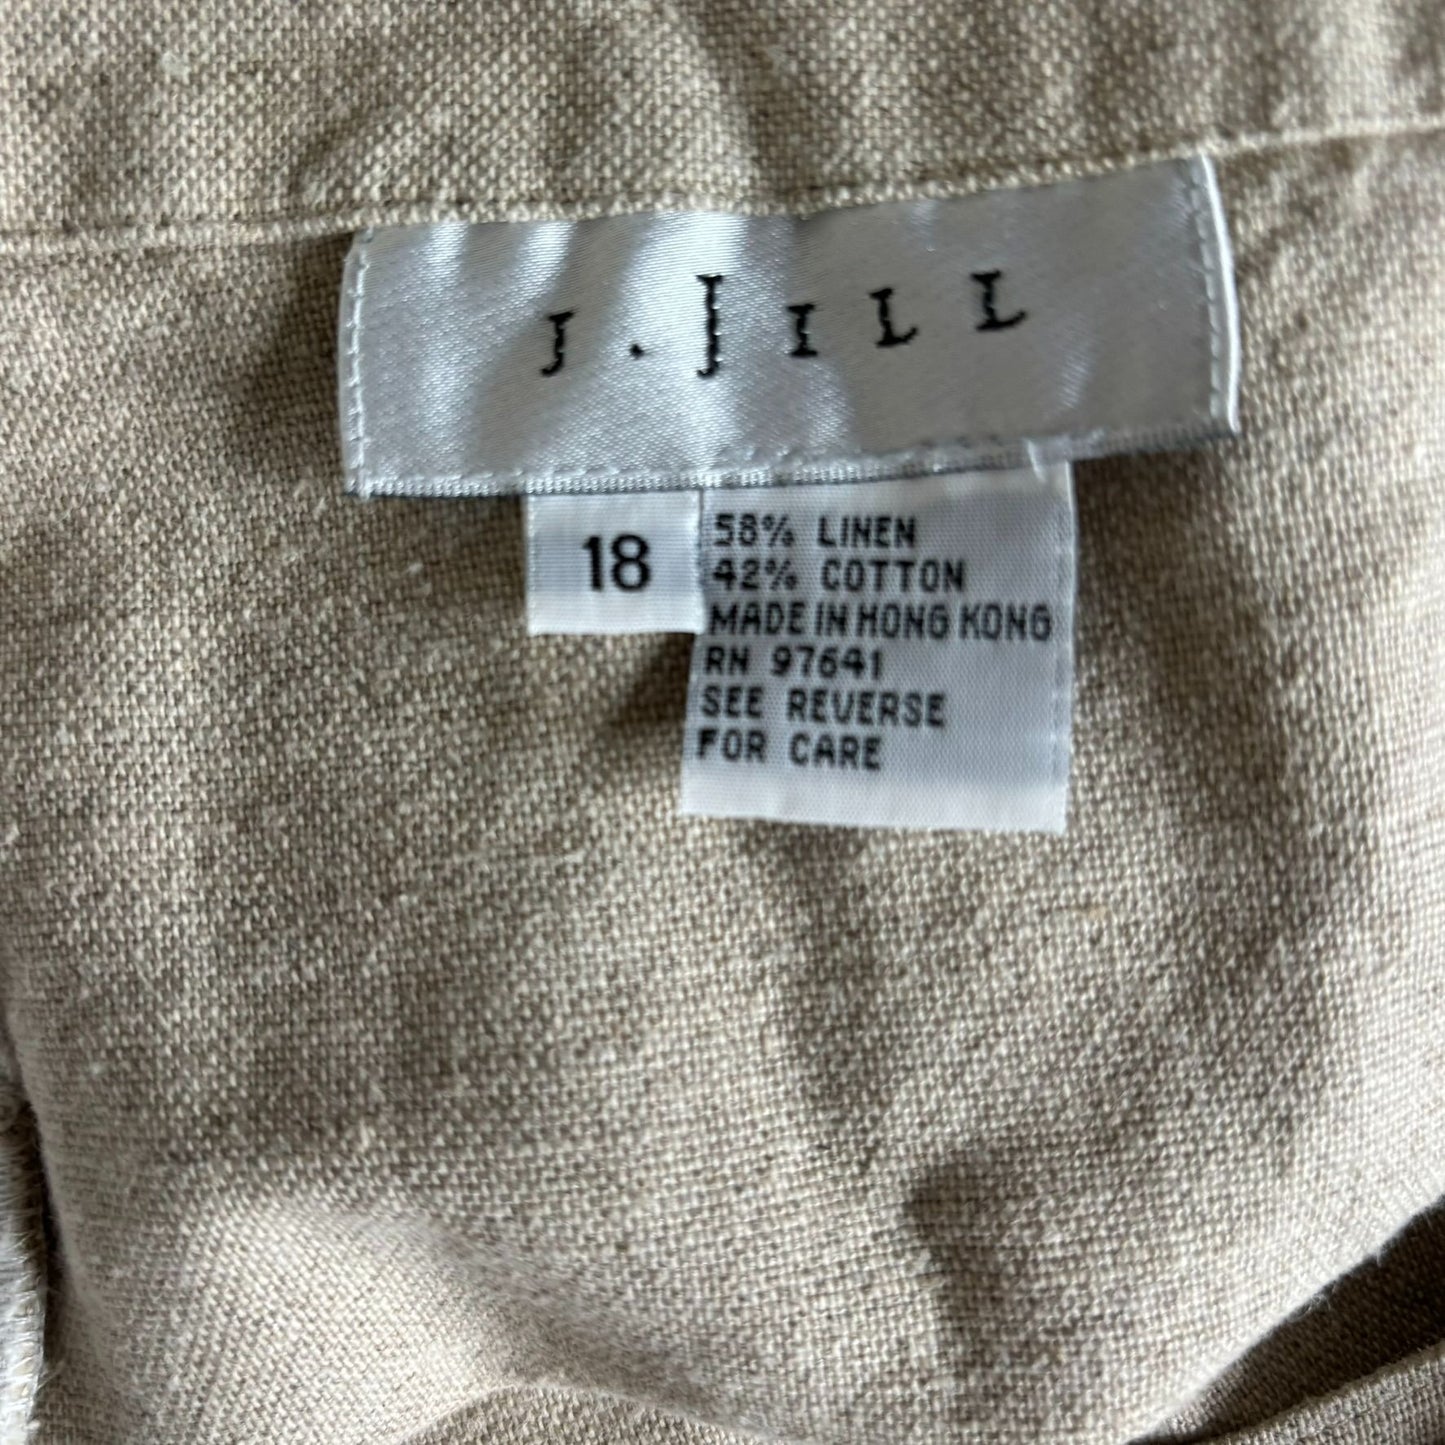 J. JILL
18
58% LINEN
42% COTTON
MADE IN HONG KONG
RN 97641
SEE REVERSE
FOR CARE